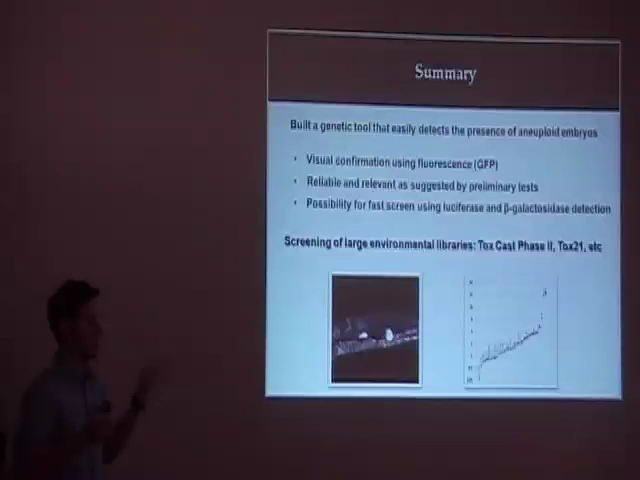 Summary
Built a genetic tool that easily detects the presence of aneuploid embryos
• Visual confirmation using fluorescence (GFP)
• Reliable and relevant as suggested by preliminary tests
• Possibility for fast screen using luciferase and β-galactosidase detection
Screening of large environmental libraries: Tox Cast Phase II, Tox21, etc